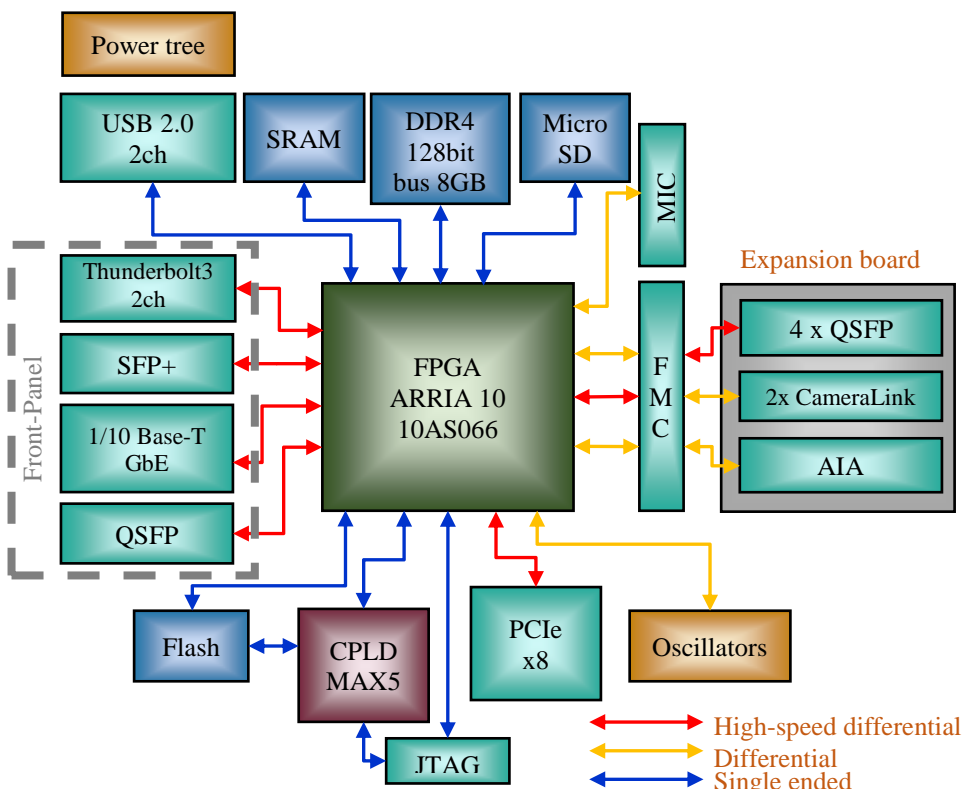 Power tree
USB 2.0
2ch
SRAM
DDR4
128bit
bus 8GB
Micro
SD
MIC
Front-Panel
Thunderbolt3
2ch
SFP+
1/10 Base-T
GbE
QSFP
FPGA
ARRIA 10
10AS066
F
M
C
Expansion board
4 x QSFP
2x CameraLink
AIA
Flash
CPLD
MAX5
JTAG
PCIe
x8
Oscillators
High-speed differential
Differential
Single ended